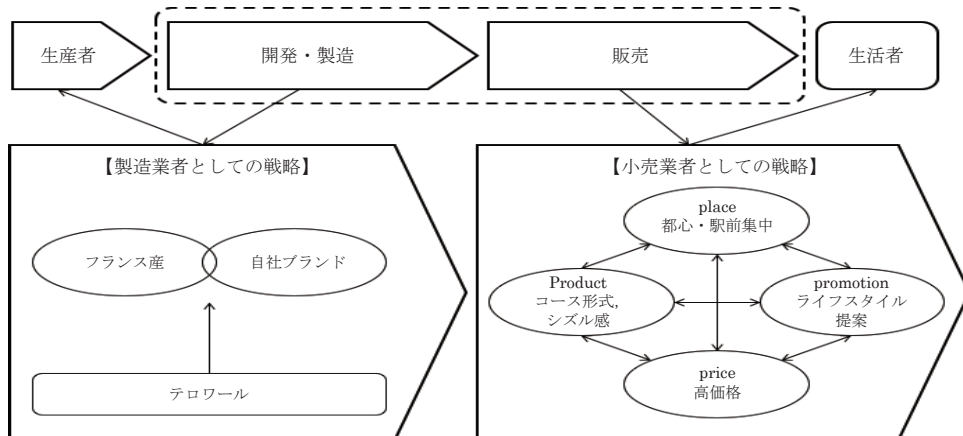 生産者
開発・製造
販売
生活者
【製造業者としての戦略】
フランス産
自社ブランド
テロワール
【小売業者としての戦略】
place
都心・駅前集中
Product
コース形式,
シズル感
promotion
ライフスタイル
提案
price
高価格